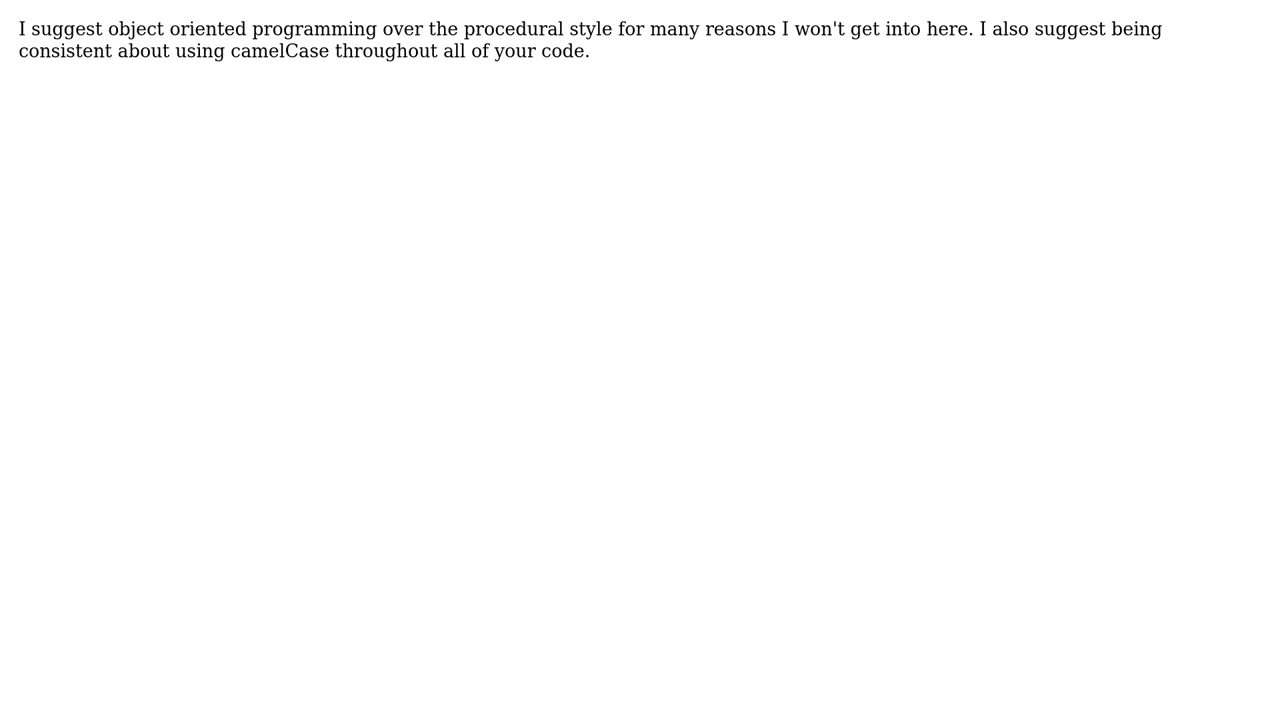 I suggest object oriented programming over the procedural style for many reasons I won't get into here. I also suggest being
consistent about using camelCase throughout all of your code.